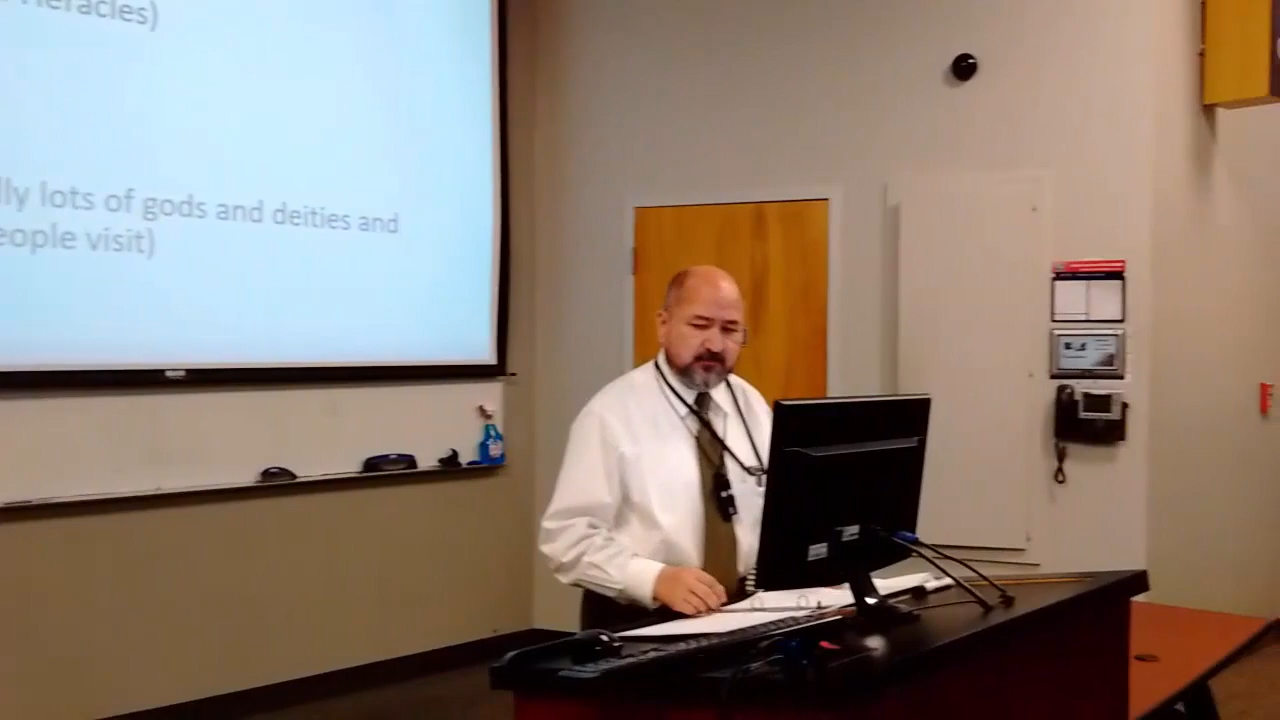 Heracles)
lly lots of gods and deities and
eople visit)